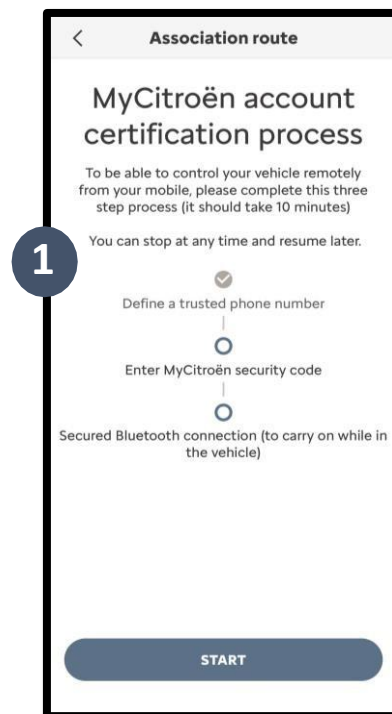 Association route
MyCitroën account
certification process
To be able to control your vehicle remotely
from your mobile, please complete this three
step process (it should take 10 minutes)
1
You can stop at any time and resume later.
Define a trusted phone number
Enter MyCitroën security code
Secured Bluetooth connection (to carry on while in
the vehicle)
START